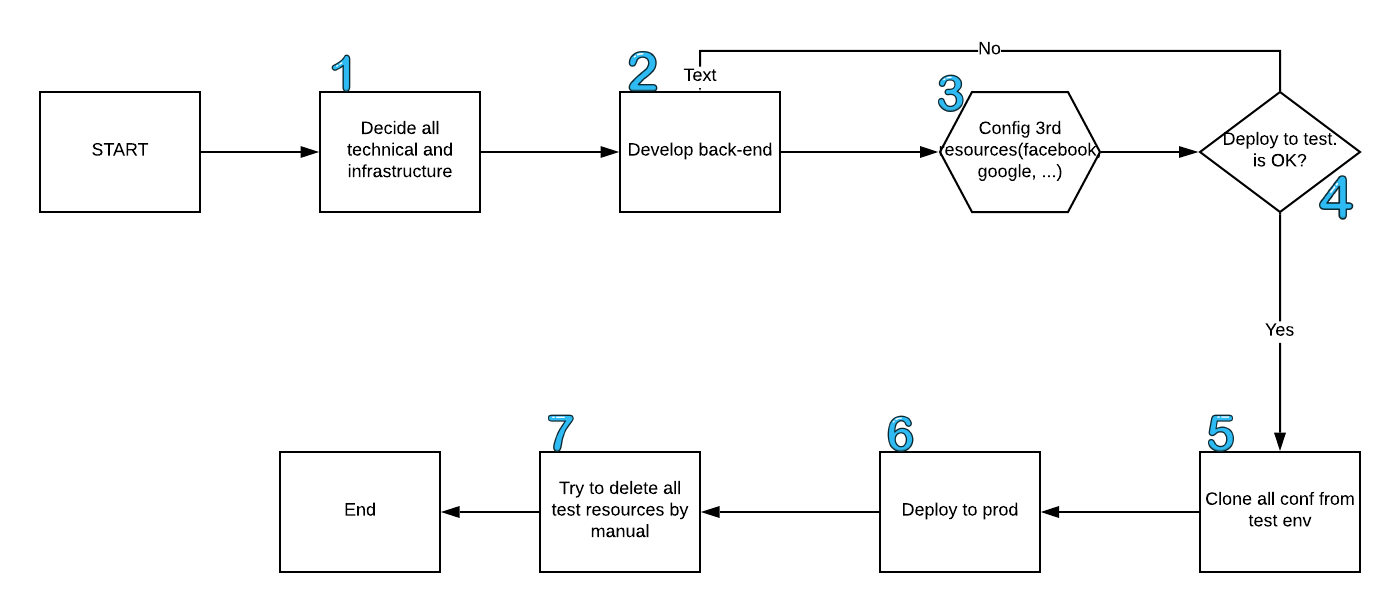 No
1
2
Text
3
START
Decide all
technical and
infrastructure
Develop back-end
Config 3rd
resources(facebook,
google, ...)
Deploy to test.
is OK?
4
Yes
7
6
5
End
Try to delete all
test resources by
manual
Deploy to prod
Clone all conf from
test env